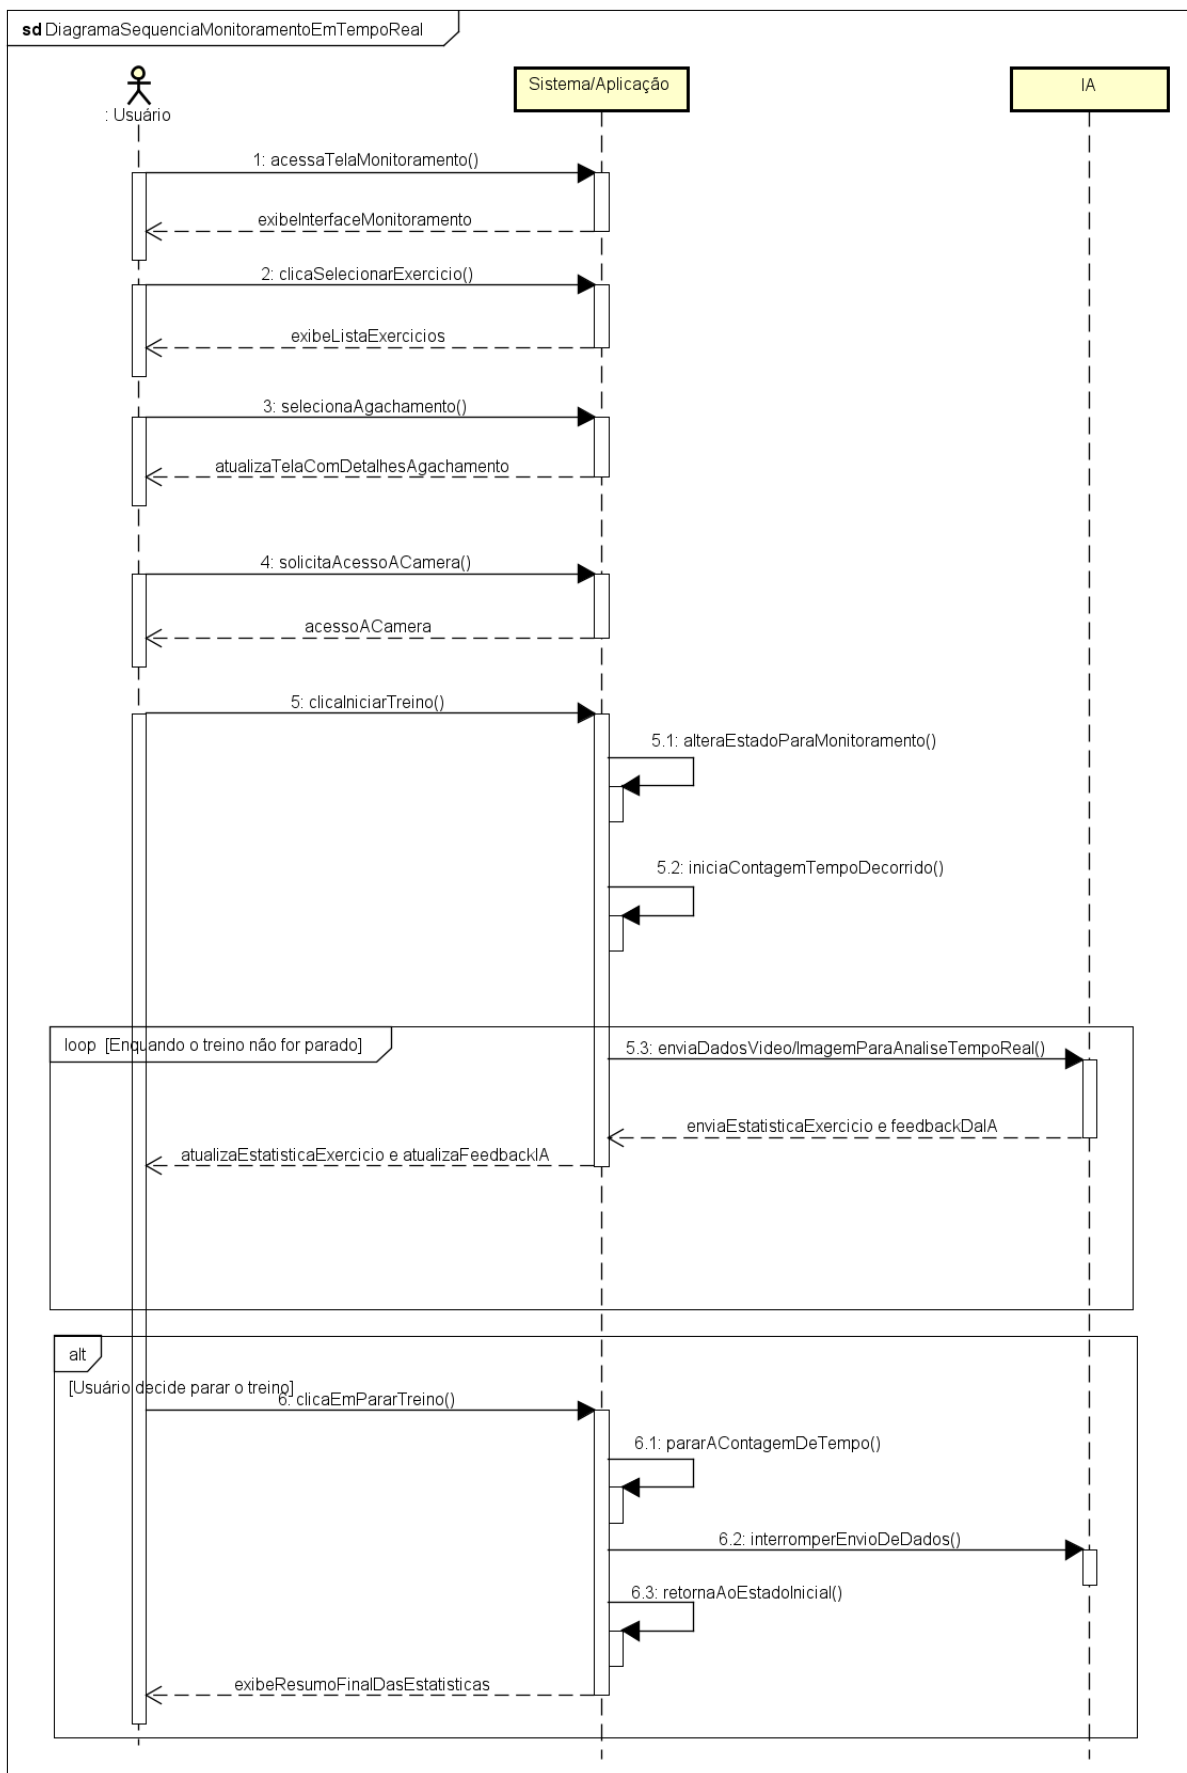 sd DiagramaSequenciaMonitoramentoEmTempoReal
: Usuário
Sistema/Aplicação
IA
1: acessaTelaMonitoramento()
exibeInterfaceMonitoramento
2: clicaSelecionarExercicio()
exibeListaExercicios
3: selecionaAgachamento()
atualizaTelaComDetalhesAgachamento
4: solicitaAcessoACamera()
acessoACamera
5: clicaIniciarTreino()
5.1: alteraEstadoParaMonitoramento()
5.2: iniciaContagemTempoDecorrido()
loop [Enquando o treino não for parado]
5.3: enviaDadosVideo/ImagemParaAnaliseTempoReal()
enviaEstatisticaExercicio e feedbackDaIA
atualizaEstatisticaExercicio e atualizaFeedbackIA
alt
[Usuário decide parar o treino]
6: clicaEmPararTreino()
6.1: pararAContagemDeTempo()
6.2: interromperEnvioDeDados()
6.3: retornaAoEstadoInicial()
exibeResumoFinalDasEstatisticas